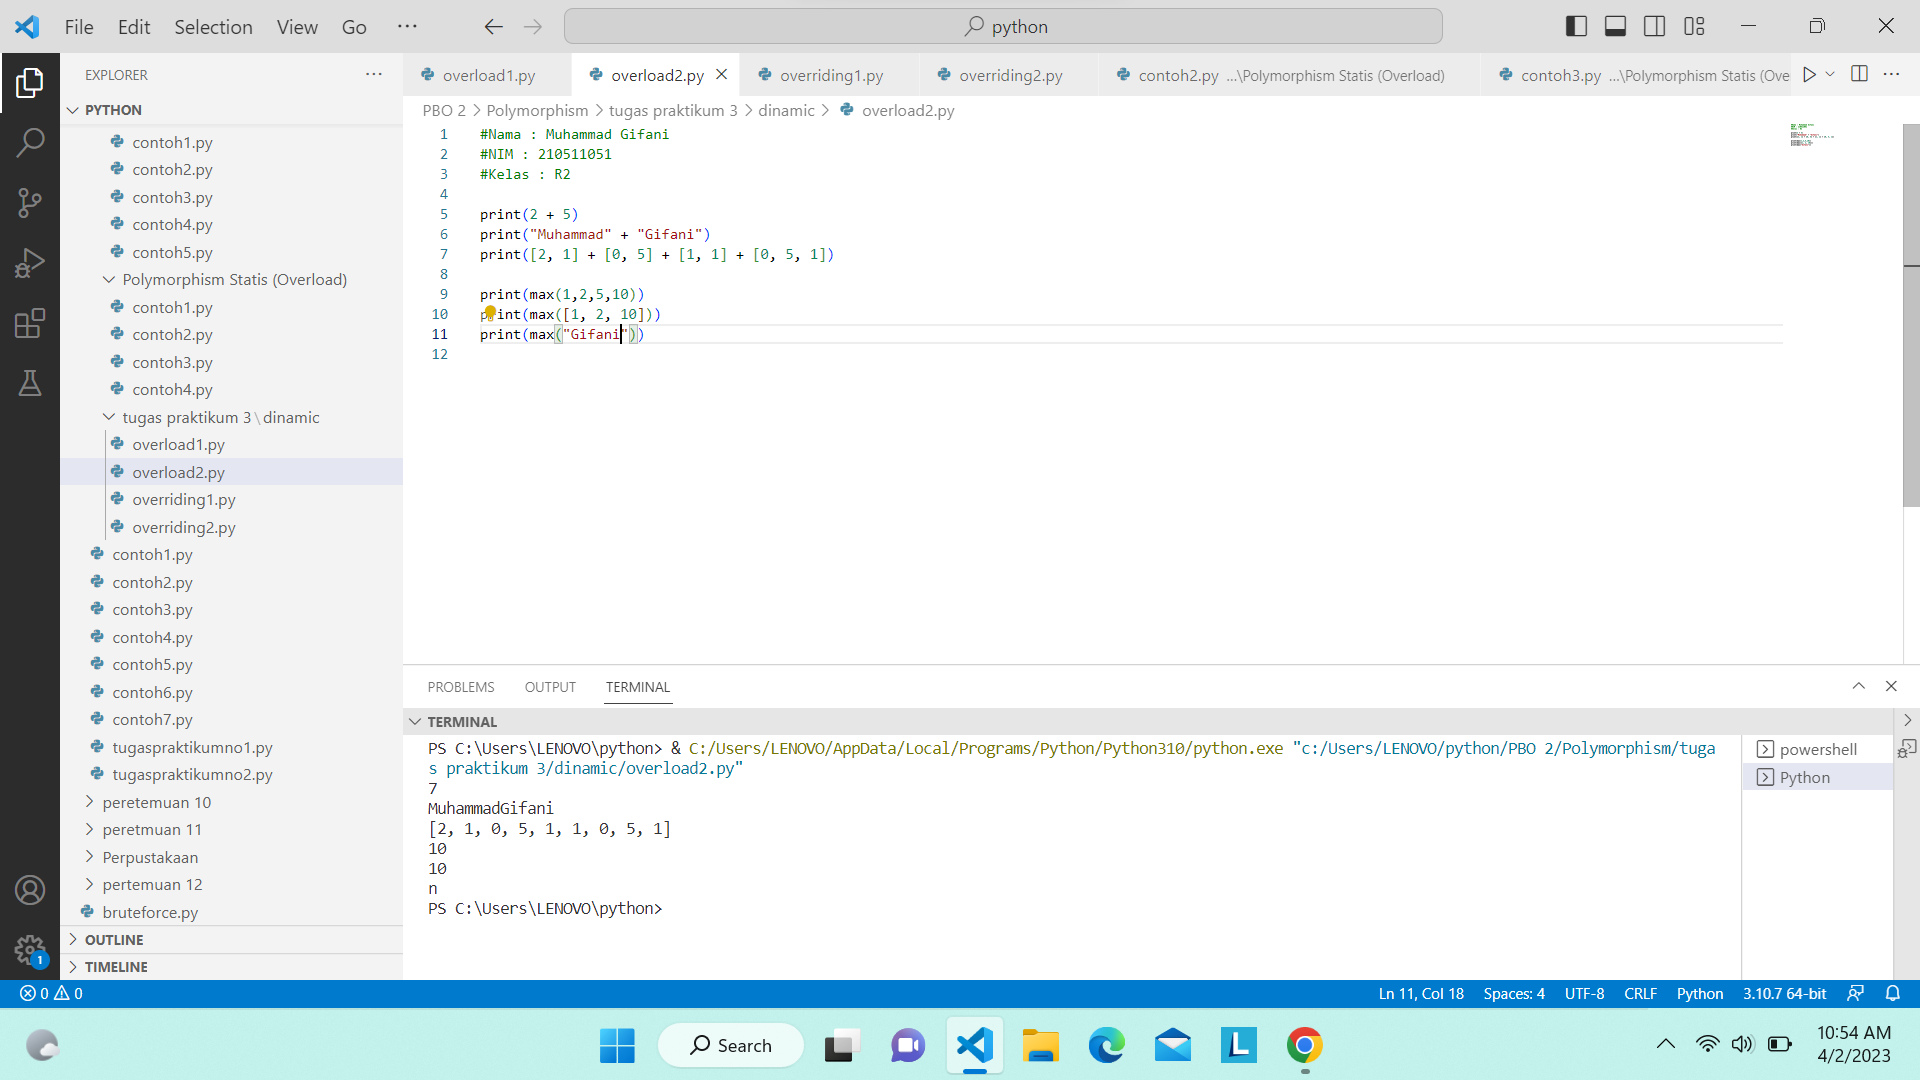 File Edit Selection View Go ···
python
EXPLORER ···
overload1.py
overload2.py
overriding1.py
overriding2.py
contoh2.py ...\Polymorphism Statis (Overload)
contoh3.py ...\Polymorphism Statis (Ove
PYTHON
contoh1.py
contoh2.py
contoh3.py
contoh4.py
contoh5.py
Polymorphism Statis (Overload)
contoh1.py
contoh2.py
contoh3.py
contoh4.py
tugas praktikum 3\dinamic
overload1.py
overload2.py
overriding1.py
overriding2.py
contoh1.py
contoh2.py
contoh3.py
contoh4.py
contoh5.py
contoh6.py
contoh7.py
tugaspraktikumno1.py
tugaspraktikumno2.py
peretemuan 10
peretmuan 11
Perpustakaan
pertemuan 12
bruteforce.py
OUTLINE
TIMELINE
1
PBO 2 > Polymorphism > tugas praktikum 3 > dinamic > overload2.py
1 #Nama : Muhammad Gifani
2 #NIM : 210511051
3 #Kelas : R2
4
5 print(2 + 5)
6 print("Muhammad" + "Gifani")
7 print([2, 1] + [0, 5] + [1, 1] + [0, 5, 1])
8
9 print(max(1,2,5,10))
10 print(max([1, 2, 10]))
11 print(max("Gifani"))
12
PROBLEMS OUTPUT TERMINAL
TERMINAL
PS C:\Users\LENOVO\python> & C:/Users/LENOVO/AppData/Local/Programs/Python/Python310/python.exe "c:/Users/LENOVO/python/PBO 2/Polymorphism/tuga
s praktikum 3/dinamic/overload2.py"
7
MuhammadGifani
[2, 1, 0, 5, 1, 1, 0, 5, 1]
10
10
n
PS C:\Users\LENOVO\python>
powershell
Python
0 0
Ln 11, Col 18 Spaces: 4 UTF-8 CRLF Python 3.10.7 64-bit
Search
L
10:54 AM
4/2/2023